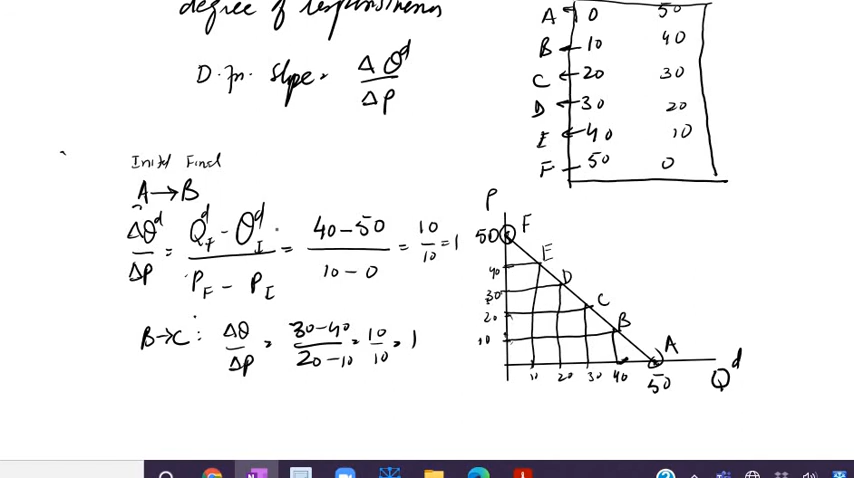 degree of responsiveness
D. fn. slope = ΔQd / ΔP
A ← 0 50
B ← 10 40
C ← 20 30
D ← 30 20
E ← 40 10
F – 50 0
Initial Final
A → B
ΔQd / ΔP = QdF - QdI / PF - PI = 40-50 / 10-0 = 10/10 = 1
B→C : ΔQ / ΔP = 30-40 / 20-10 = 10/10 = 1
P
50 F
40 E
30 D
20 C
10 B
A
10 20 30 40 50 Qd